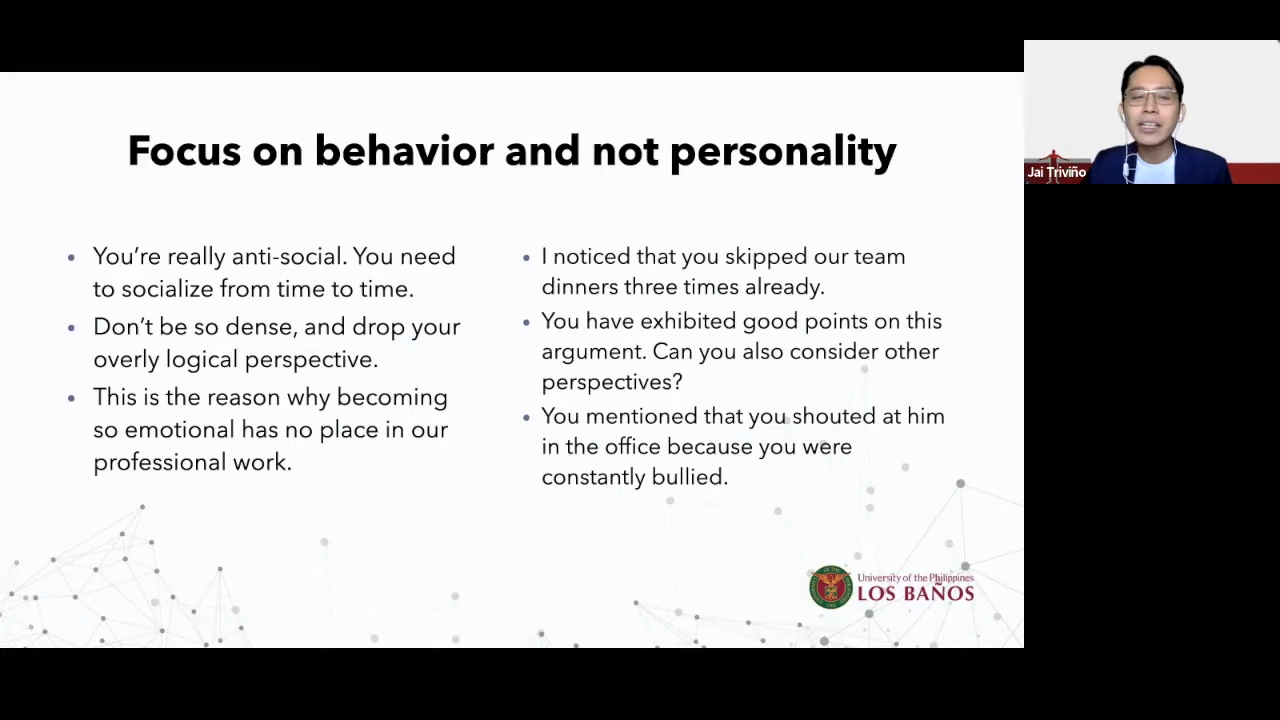 Focus on behavior and not personality
You’re really anti-social. You need
to socialize from time to time.
Don’t be so dense, and drop your
overly logical perspective.
This is the reason why becoming
so emotional has no place in our
professional work.
I noticed that you skipped our team
dinners three times already.
You have exhibited good points on this
argument. Can you also consider other
perspectives?
You mentioned that you shouted at him
in the office because you were
constantly bullied.
University of the Philippines
LOS BAÑOS
Jai Triviño